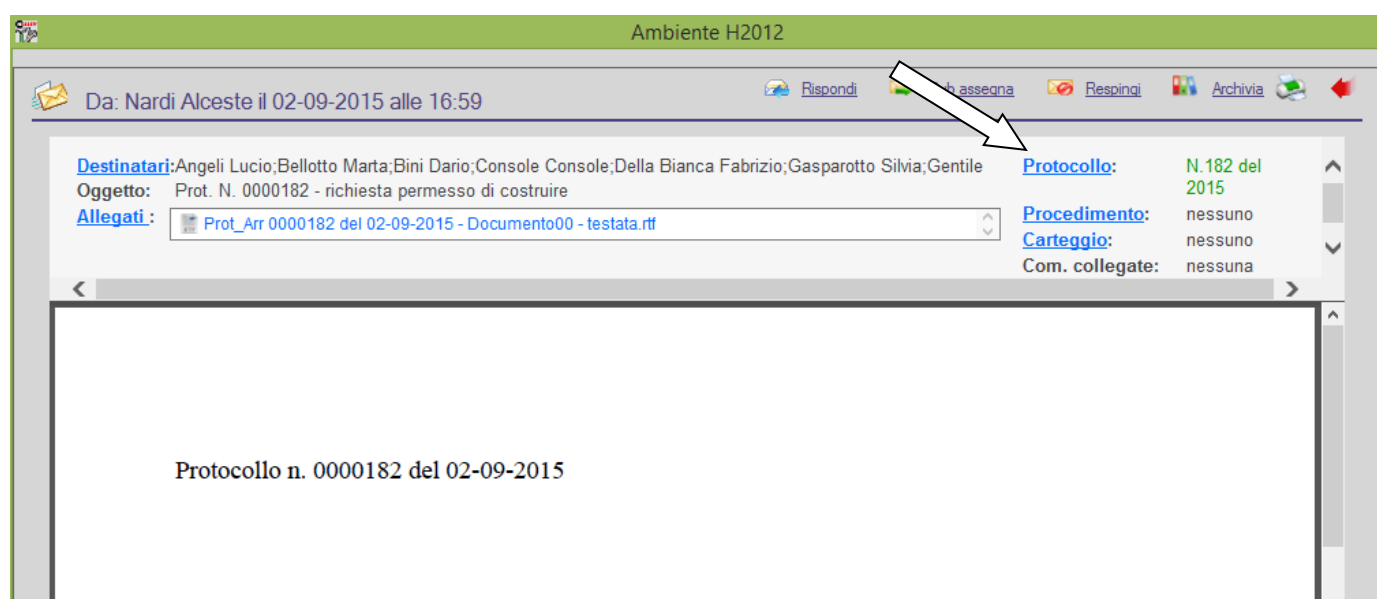 Ambiente H2012
Da: Nardi Alceste il 02-09-2015 alle 16:59
Rispondi
assegna
Respingi
Archivia
Destinatari:Angeli Lucio;Bellotto Marta;Bini Dario;Console Console;Della Bianca Fabrizio;Gasparotto Silvia;Gentile
Oggetto: Prot. N. 0000182 - richiesta permesso di costruire
Allegati : Prot_Arr 0000182 del 02-09-2015 - Documento00 - testata.rtf
Protocollo: N.182 del
2015
Procedimento: nessuno
Carteggio: nessuno
Com. collegate: nessuna
Protocollo n. 0000182 del 02-09-2015